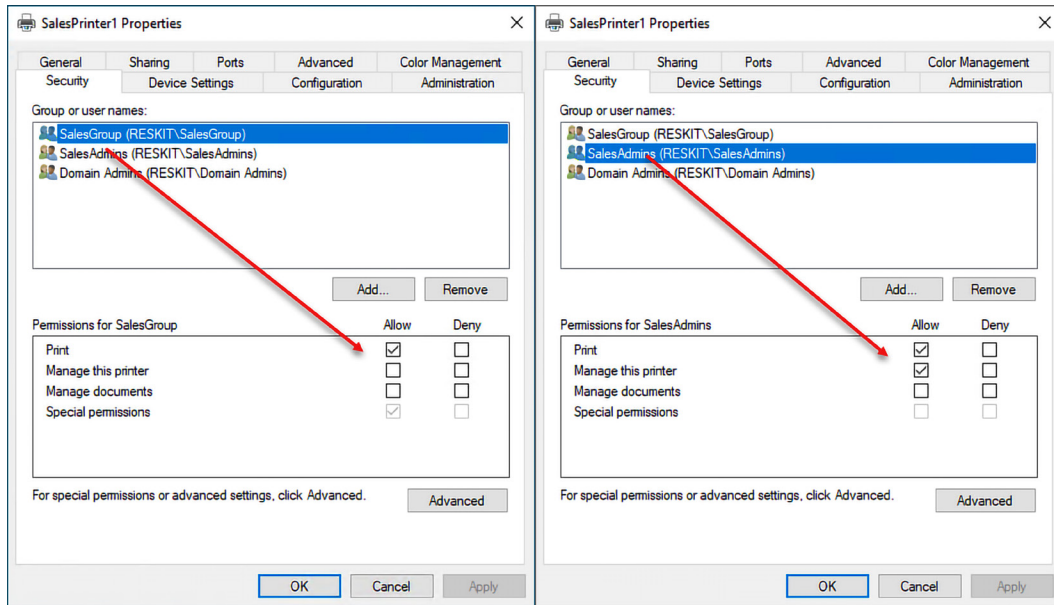 SalesPrinter1 Properties
General Sharing Ports Advanced Color Management
Security Device Settings Configuration Administration
Group or user names:
SalesGroup (RESKIT\SalesGroup)
SalesAdmins (RESKIT\SalesAdmins)
Domain Admins (RESKIT\Domain Admins)
Add... Remove
Permissions for SalesGroup Allow Deny
Print
Manage this printer
Manage documents
Special permissions
For special permissions or advanced settings, click Advanced. Advanced
OK Cancel Apply
SalesPrinter1 Properties
General Sharing Ports Advanced Color Management
Security Device Settings Configuration Administration
Group or user names:
SalesGroup (RESKIT\SalesGroup)
SalesAdmins (RESKIT\SalesAdmins)
Domain Admins (RESKIT\Domain Admins)
Add... Remove
Permissions for SalesAdmins Allow Deny
Print
Manage this printer
Manage documents
Special permissions
For special permissions or advanced settings, click Advanced. Advanced
OK Cancel Apply